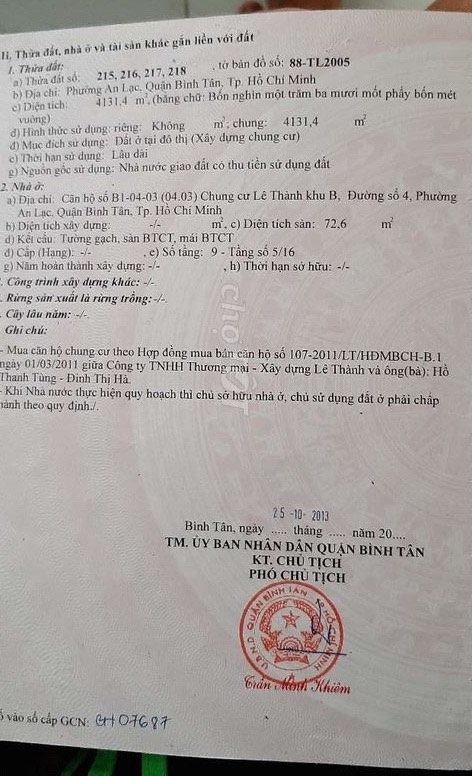 II. Thửa đất, nhà ở và tài sản khác gắn liền với đất
1. Thửa đất:
a) Thửa đất số: 215, 216, 217, 218 , tờ bản đồ số: 88-TL2005
b) Địa chỉ: Phường An Lạc, Quận Bình Tân, Tp. Hồ Chí Minh
c) Diện tích: 4131,4 m², (bằng chữ: Bốn nghìn một trăm ba mươi mốt phẩy bốn mét
vuông)
d) Hình thức sử dụng: riêng: Không m², chung: 4131,4 m²
đ) Mục đích sử dụng: Đất ở tại đô thị (Xây dựng chung cư)
e) Thời hạn sử dụng: Lâu dài
g) Nguồn gốc sử dụng: Nhà nước giao đất có thu tiền sử dụng đất
2. Nhà ở:
a) Địa chỉ: Căn hộ số B1-04-03 (04.03) Chung cư Lê Thành khu B, Đường số 4, Phường
An Lạc, Quận Bình Tân, Tp. Hồ Chí Minh
b) Diện tích xây dựng: -/- m², c) Diện tích sàn: 72,6 m²
d) Kết cấu: Tường gạch, sàn BTCT, mái BTCT
đ) Cấp (Hạng): -/- , e) Số tầng: 9 - Tầng số 5/16
g) Năm hoàn thành xây dựng: -/- , h) Thời hạn sở hữu: -/-
. Công trình xây dựng khác: -/-
. Rừng sản xuất là rừng trồng: -/-
. Cây lâu năm: -/-
Ghi chú:
- Mua căn hộ chung cư theo Hợp đồng mua bán căn hộ số 107-2011/LT/HĐMBCH-B.1
ngày 01/03/2011 giữa Công ty TNHH Thương mại - Xây dựng Lê Thành và ông(bà): Hồ
Thanh Tùng - Đinh Thị Hà.
- Khi Nhà nước thực hiện quy hoạch thì chủ sở hữu nhà ở, chủ sử dụng đất ở phải chấp
hành theo quy định./.
chợTỐT
25 -10- 2013
Bình Tân, ngày ..... tháng ..... năm 20....
TM. ỦY BAN NHÂN DÂN QUẬN BÌNH TÂN
KT. CHỦ TỊCH
PHÓ CHỦ TỊCH
U.B.N.D QUẬN BÌNH TÂN TP HỒ CHÍ MINH
Trần Minh Khiêm
ố vào sổ cấp GCN: CH07687